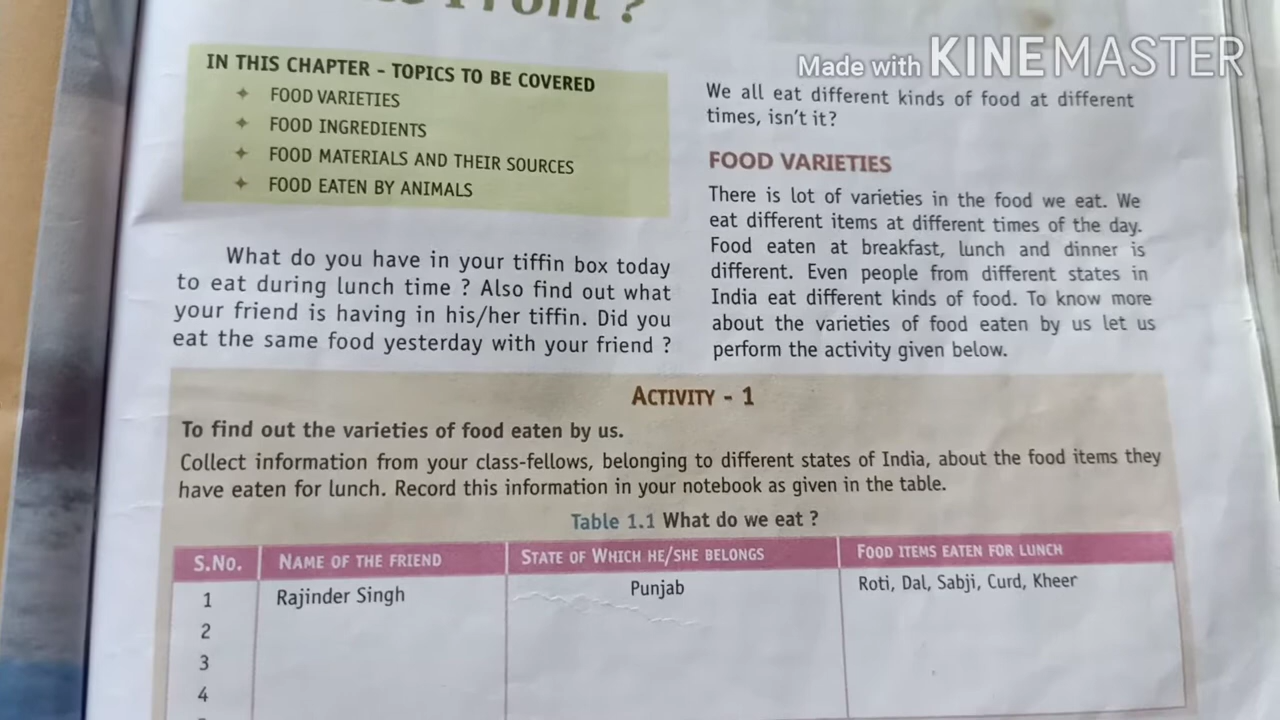 From ?
Made with KINEMASTER
IN THIS CHAPTER - TOPICS TO BE COVERED
✦ FOOD VARIETIES
✦ FOOD INGREDIENTS
✦ FOOD MATERIALS AND THEIR SOURCES
✦ FOOD EATEN BY ANIMALS
What do you have in your tiffin box today
to eat during lunch time ? Also find out what
your friend is having in his/her tiffin. Did you
eat the same food yesterday with your friend ?
We all eat different kinds of food at different
times, isn't it?
FOOD VARIETIES
There is lot of varieties in the food we eat. We
eat different items at different times of the day.
Food eaten at breakfast, lunch and dinner is
different. Even people from different states in
India eat different kinds of food. To know more
about the varieties of food eaten by us let us
perform the activity given below.
ACTIVITY - 1
To find out the varieties of food eaten by us.
Collect information from your class-fellows, belonging to different states of India, about the food items they
have eaten for lunch. Record this information in your notebook as given in the table.
Table 1.1 What do we eat ?
S.NO. NAME OF THE FRIEND STATE OF WHICH HE/SHE BELONGS FOOD ITEMS EATEN FOR LUNCH
1 Rajinder Singh Punjab Roti, Dal, Sabji, Curd, Kheer
2
3
4